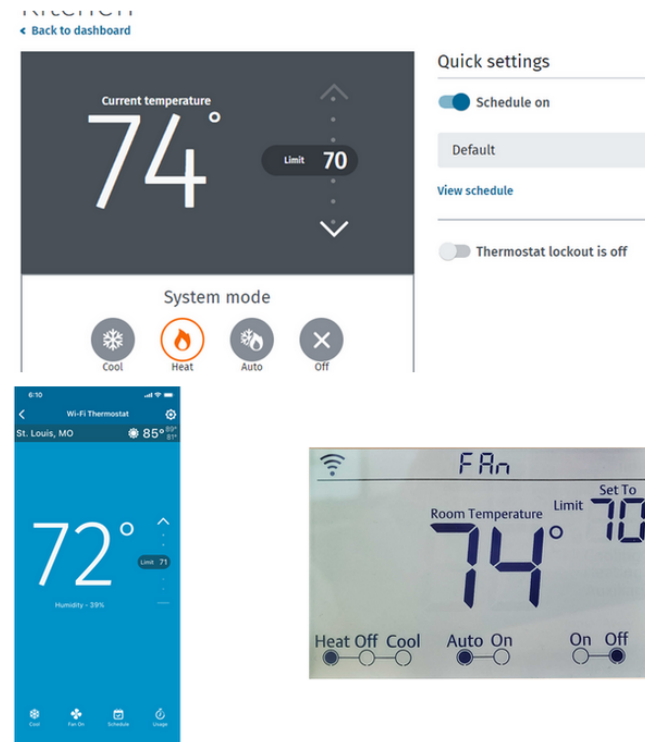 Kitchen
Back to dashboard
Current temperature
74°
Limit 70
System mode
Cool Heat Auto Off
Quick settings
Schedule on
Default
View schedule
Thermostat lockout is off
6:10
Wi-Fi Thermostat
St. Louis, MO 85° 89° 81°
72°
Limit 71
Humidity - 39%
Cool Fan On Schedule Usage
FAn
Room Temperature
74°
Limit
Set To
70
Heat Off Cool Auto On On Off